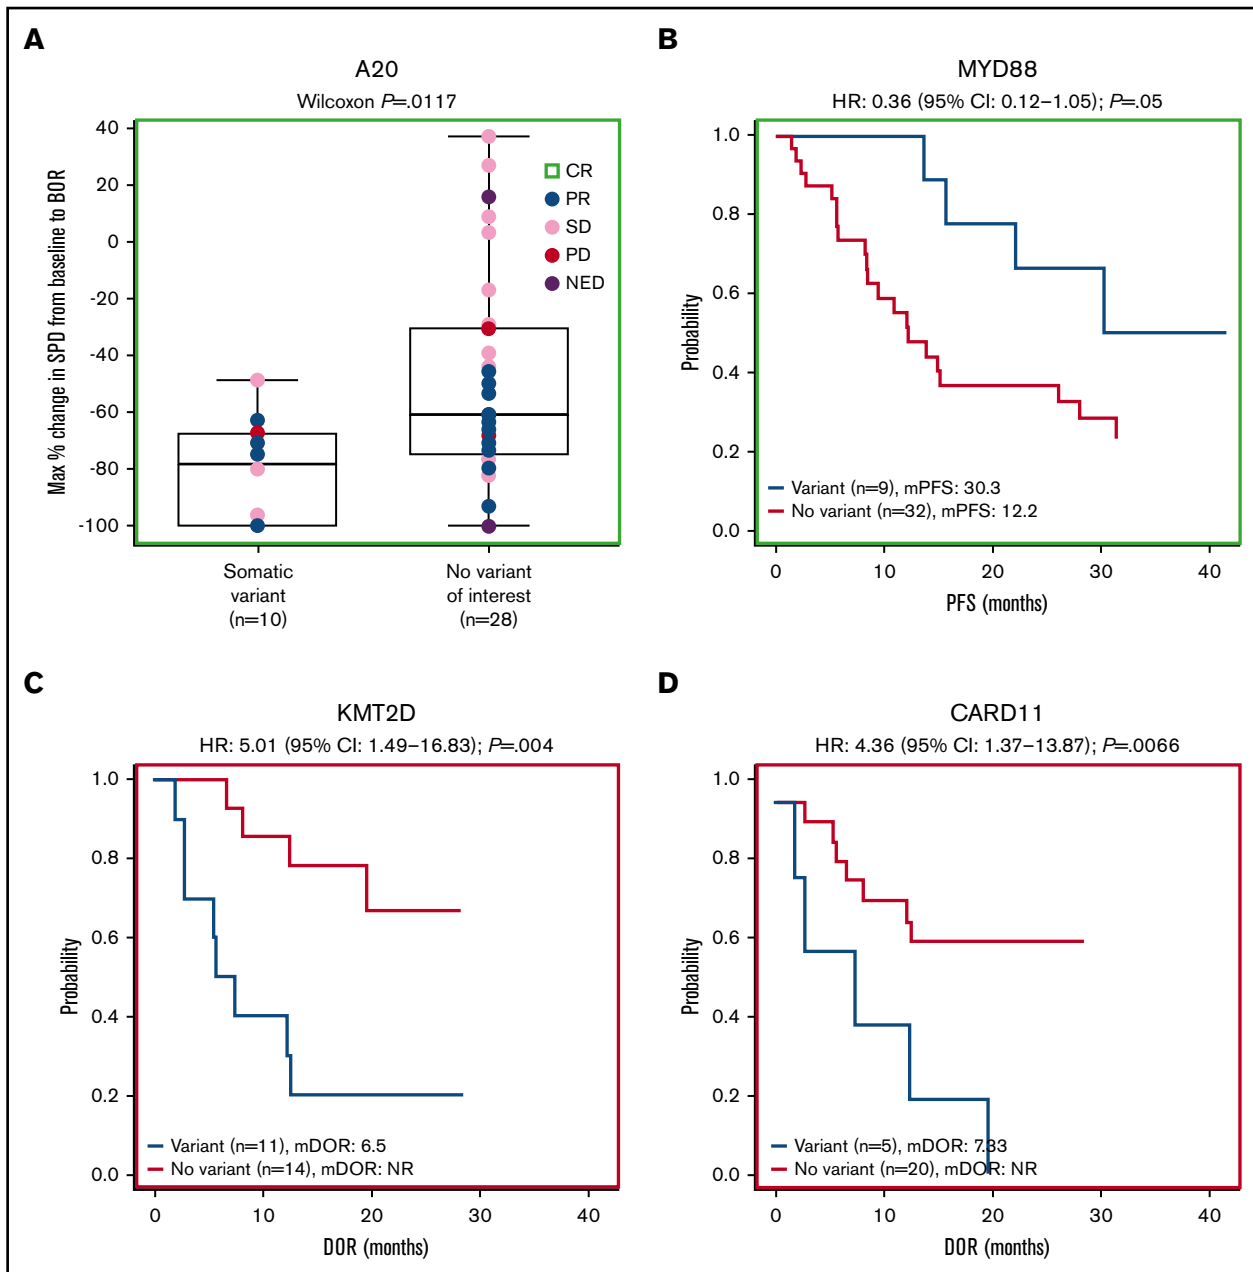 A
A20
Wilcoxon P=.0117
Max % change in SPD from baseline to BOR
40
20
0
-20
-40
-60
-80
-100
CR
PR
SD
PD
NED
Somatic
variant
(n=10)
No variant
of interest
(n=28)
B
MYD88
HR: 0.36 (95% CI: 0.12–1.05); P=.05
Probability
1.0
0.8
0.6
0.4
0.2
0.0
Variant (n=9), mPFS: 30.3
No variant (n=32), mPFS: 12.2
0 10 20 30 40
PFS (months)
C
KMT2D
HR: 5.01 (95% CI: 1.49–16.83); P=.004
Probability
1.0
0.8
0.6
0.4
0.2
0.0
Variant (n=11), mDOR: 6.5
No variant (n=14), mDOR: NR
0 10 20 30 40
DOR (months)
D
CARD11
HR: 4.36 (95% CI: 1.37–13.87); P=.0066
Probability
1.0
0.8
0.6
0.4
0.2
0.0
Variant (n=5), mDOR: 7.33
No variant (n=20), mDOR: NR
0 10 20 30 40
DOR (months)